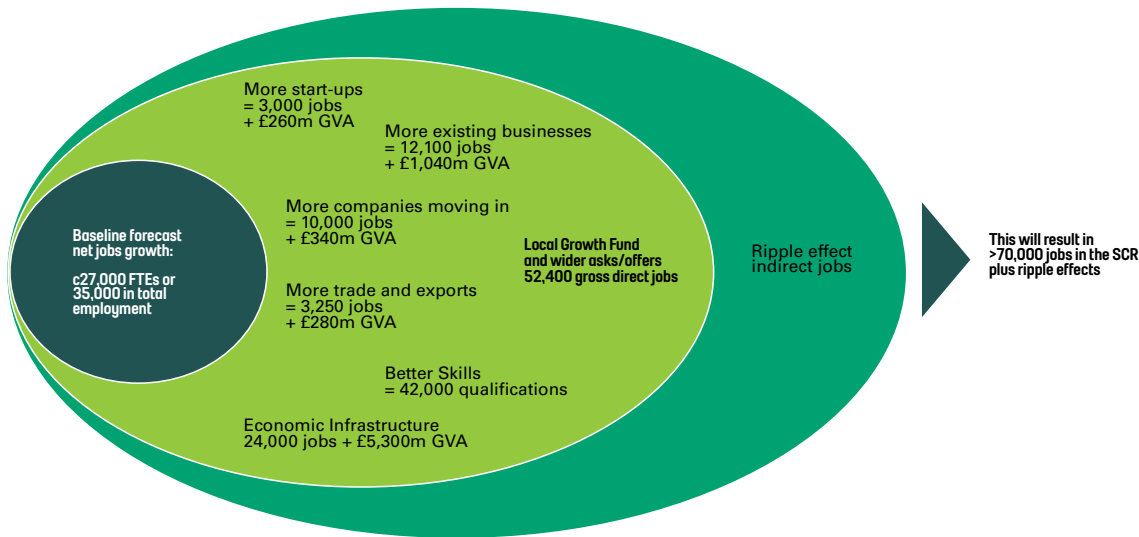 More start-ups
= 3,000 jobs
+ £260m GVA
More existing businesses
= 12,100 jobs
+ £1,040m GVA
More companies moving in
= 10,000 jobs
+ £340m GVA
Baseline forecast
net jobs growth:
c27,000 FTEs or
35,000 in total
employment
Local Growth Fund
and wider asks/offers
52,400 gross direct jobs
Ripple effect
indirect jobs
This will result in
>70,000 jobs in the SCR
plus ripple effects
More trade and exports
= 3,250 jobs
+ £280m GVA
Better Skills
= 42,000 qualifications
Economic Infrastructure
24,000 jobs + £5,300m GVA